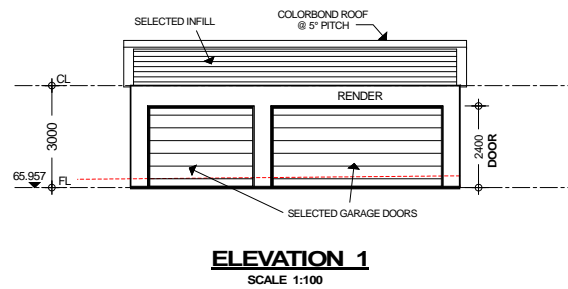 SELECTED INFILL
COLORBOND ROOF
@ 5° PITCH
CL
RENDER
3000
2400
DOOR
65.957
FL
SELECTED GARAGE DOORS
ELEVATION 1
SCALE 1:100